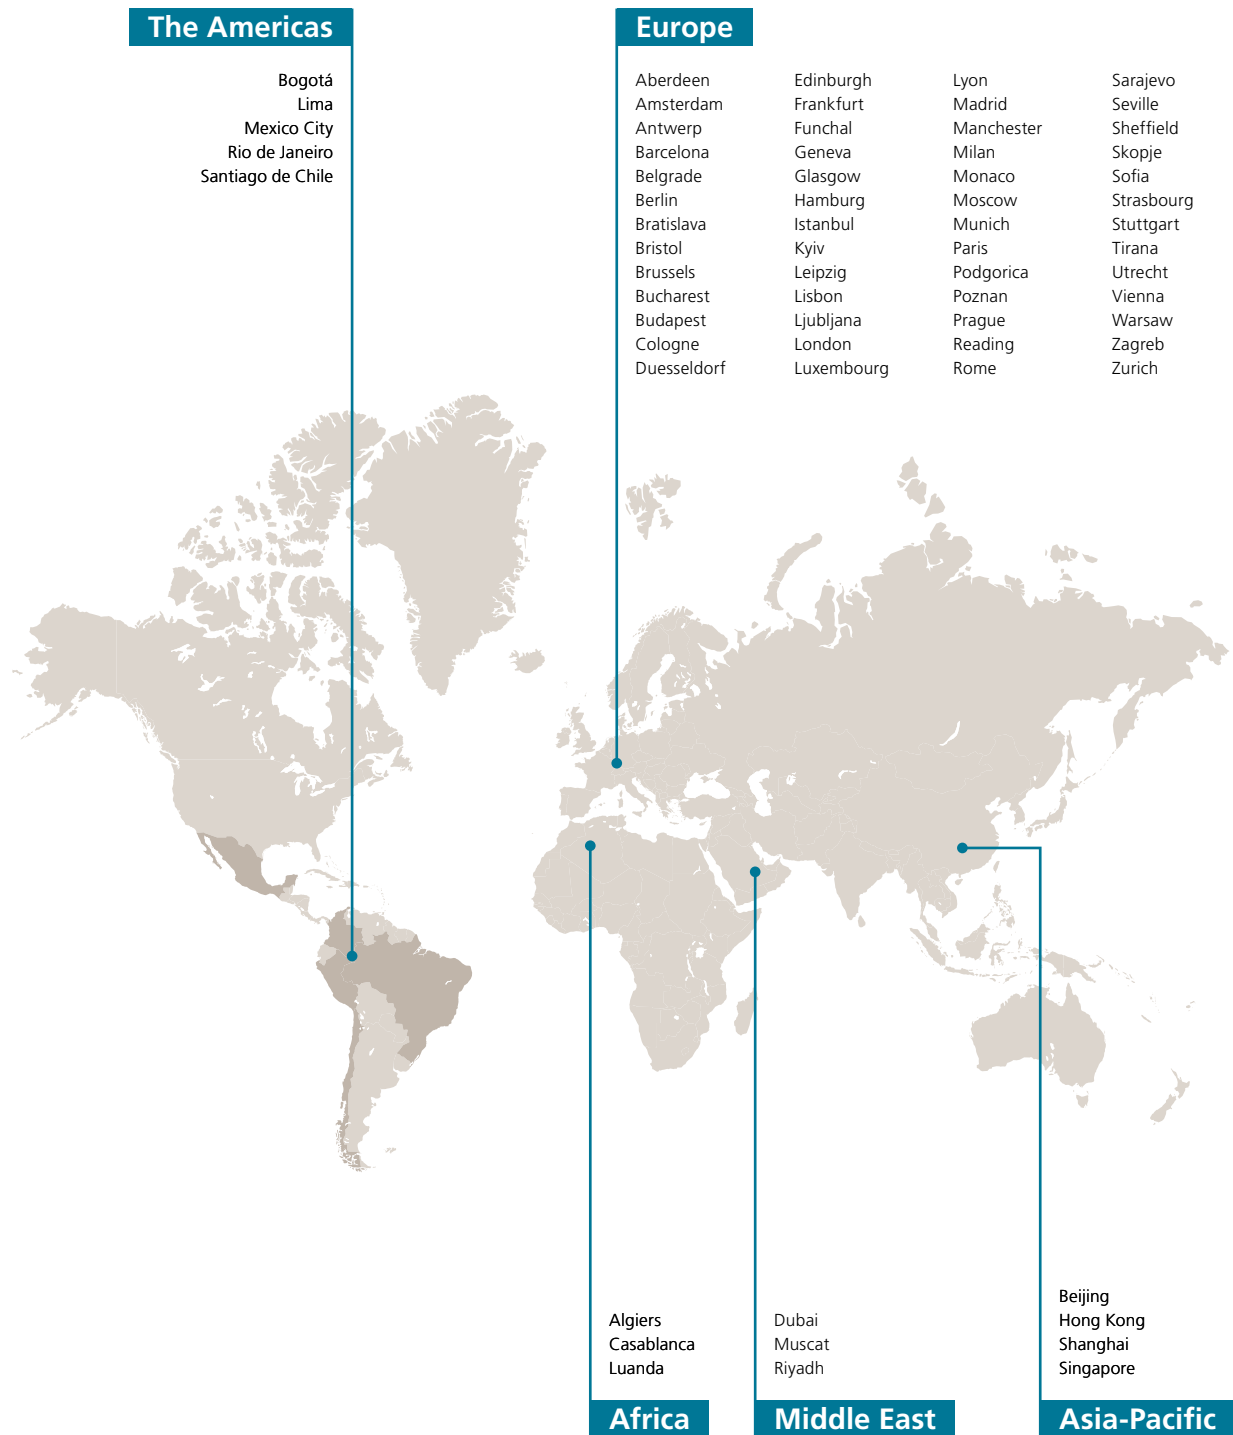 The Americas
Bogotá
Lima
Mexico City
Rio de Janeiro
Santiago de Chile
Europe
Aberdeen
Amsterdam
Antwerp
Barcelona
Belgrade
Berlin
Bratislava
Bristol
Brussels
Bucharest
Budapest
Cologne
Duesseldorf
Edinburgh
Frankfurt
Funchal
Geneva
Glasgow
Hamburg
Istanbul
Kyiv
Leipzig
Lisbon
Ljubljana
London
Luxembourg
Lyon
Madrid
Manchester
Milan
Monaco
Moscow
Munich
Paris
Podgorica
Poznan
Prague
Reading
Rome
Sarajevo
Seville
Sheffield
Skopje
Sofia
Strasbourg
Stuttgart
Tirana
Utrecht
Vienna
Warsaw
Zagreb
Zurich
Algiers
Casablanca
Luanda
Africa
Dubai
Muscat
Riyadh
Middle East
Beijing
Hong Kong
Shanghai
Singapore
Asia-Pacific